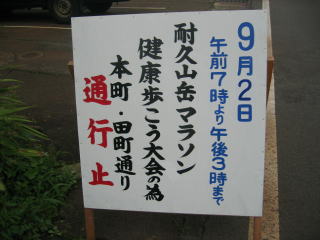 9月2日
午前7時より午後3時まで
耐久山岳マラソン
健康歩こう大会の為
本町・田町通り
通行止